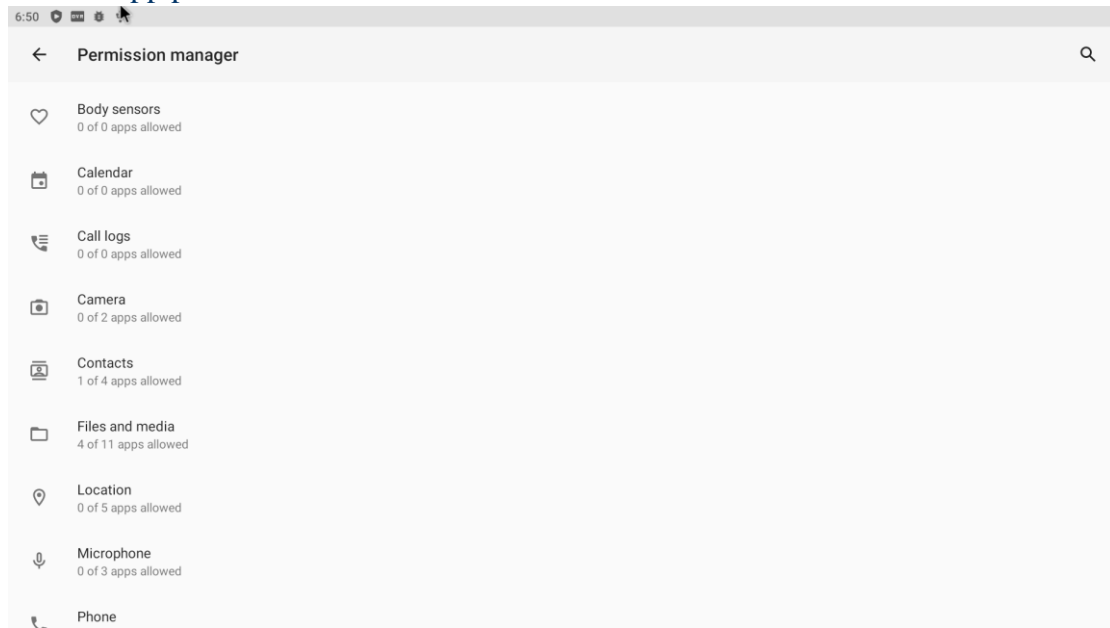 6:50
Permission manager
Body sensors
0 of 0 apps allowed
Calendar
0 of 0 apps allowed
Call logs
0 of 0 apps allowed
Camera
0 of 2 apps allowed
Contacts
1 of 4 apps allowed
Files and media
4 of 11 apps allowed
Location
0 of 5 apps allowed
Microphone
0 of 3 apps allowed
Phone